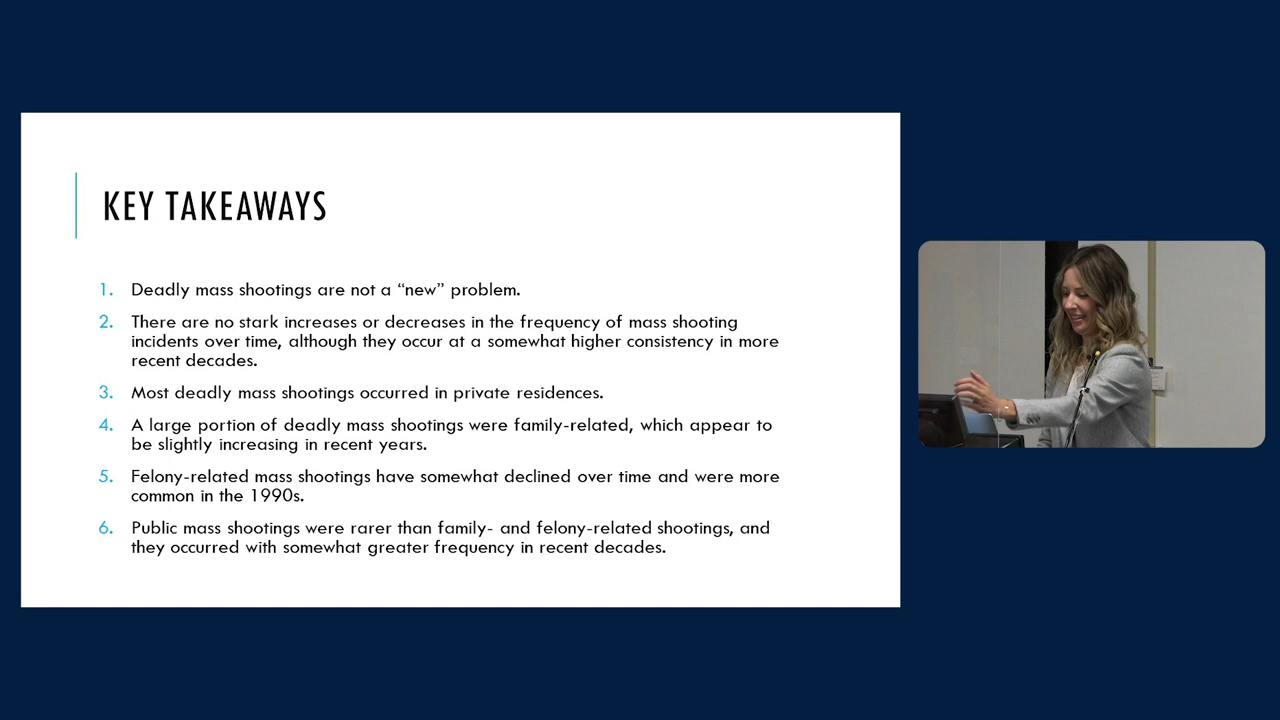 KEY TAKEAWAYS
1. Deadly mass shootings are not a “new” problem.
2. There are no stark increases or decreases in the frequency of mass shooting
incidents over time, although they occur at a somewhat higher consistency in more
recent decades.
3. Most deadly mass shootings occurred in private residences.
4. A large portion of deadly mass shootings were family-related, which appear to
be slightly increasing in recent years.
5. Felony-related mass shootings have somewhat declined over time and were more
common in the 1990s.
6. Public mass shootings were rarer than family- and felony-related shootings, and
they occurred with somewhat greater frequency in recent decades.